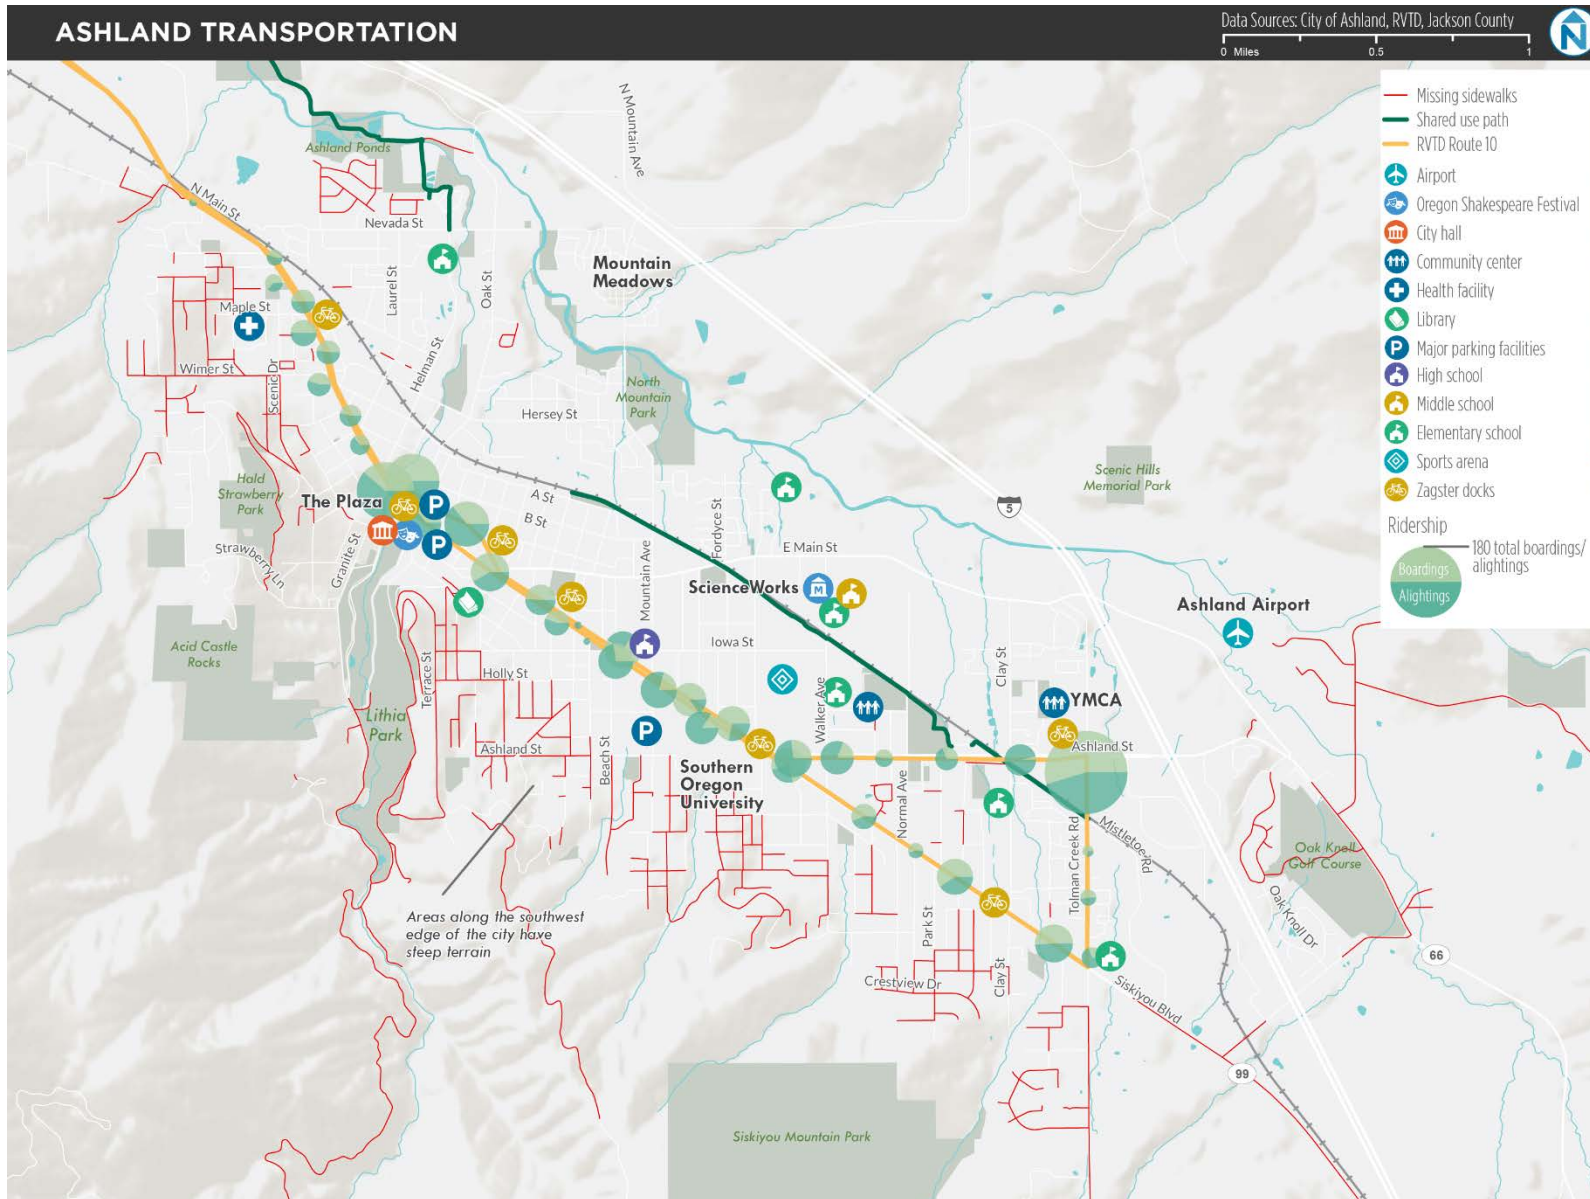 ASHLAND TRANSPORTATION
Data Sources: City of Ashland, RVTD, Jackson County
0 Miles
0.5
1
N
Missing sidewalks
Shared use path
RVTD Route 10
Airport
Oregon Shakespeare Festival
City hall
Community center
Health facility
Library
P
Major parking facilities
High school
Middle school
Elementary school
Sports arena
Zagster docks
Ridership
180 total boardings/
alightings
Boardings
Alightings
N Mountain Ave
Ashland Ponds
N Main St
Nevada St
Mountain
Meadows
Laurel St
Oak St
Maple St
Wimer St
Scenic Dr
Helman St
North
Mountain
Park
Hersey St
Scenic Hills
Memorial Park
Hald
Strawberry
Park
The Plaza
P
A St
B St
5
Fordyce St
P
E Main St
Strawberry Ln
Granite St
Mountain Ave
ScienceWorks
M
Ashland Airport
Acid Castle
Rocks
Iowa St
Clay St
Terrace St
Holly St
Walker Ave
YMCA
Lithia
Park
P
Ashland St
Ashland St
Beach St
Southern
Oregon
University
Normal Ave
Tolman Creek Rd
Mistletoe Rd
Oak Knoll
Golf Course
Areas along the southwest
edge of the city have
steep terrain
Park St
Oak Knoll Dr
66
Clay St
Crestview Dr
Siskiyou Blvd
99
Siskiyou Mountain Park